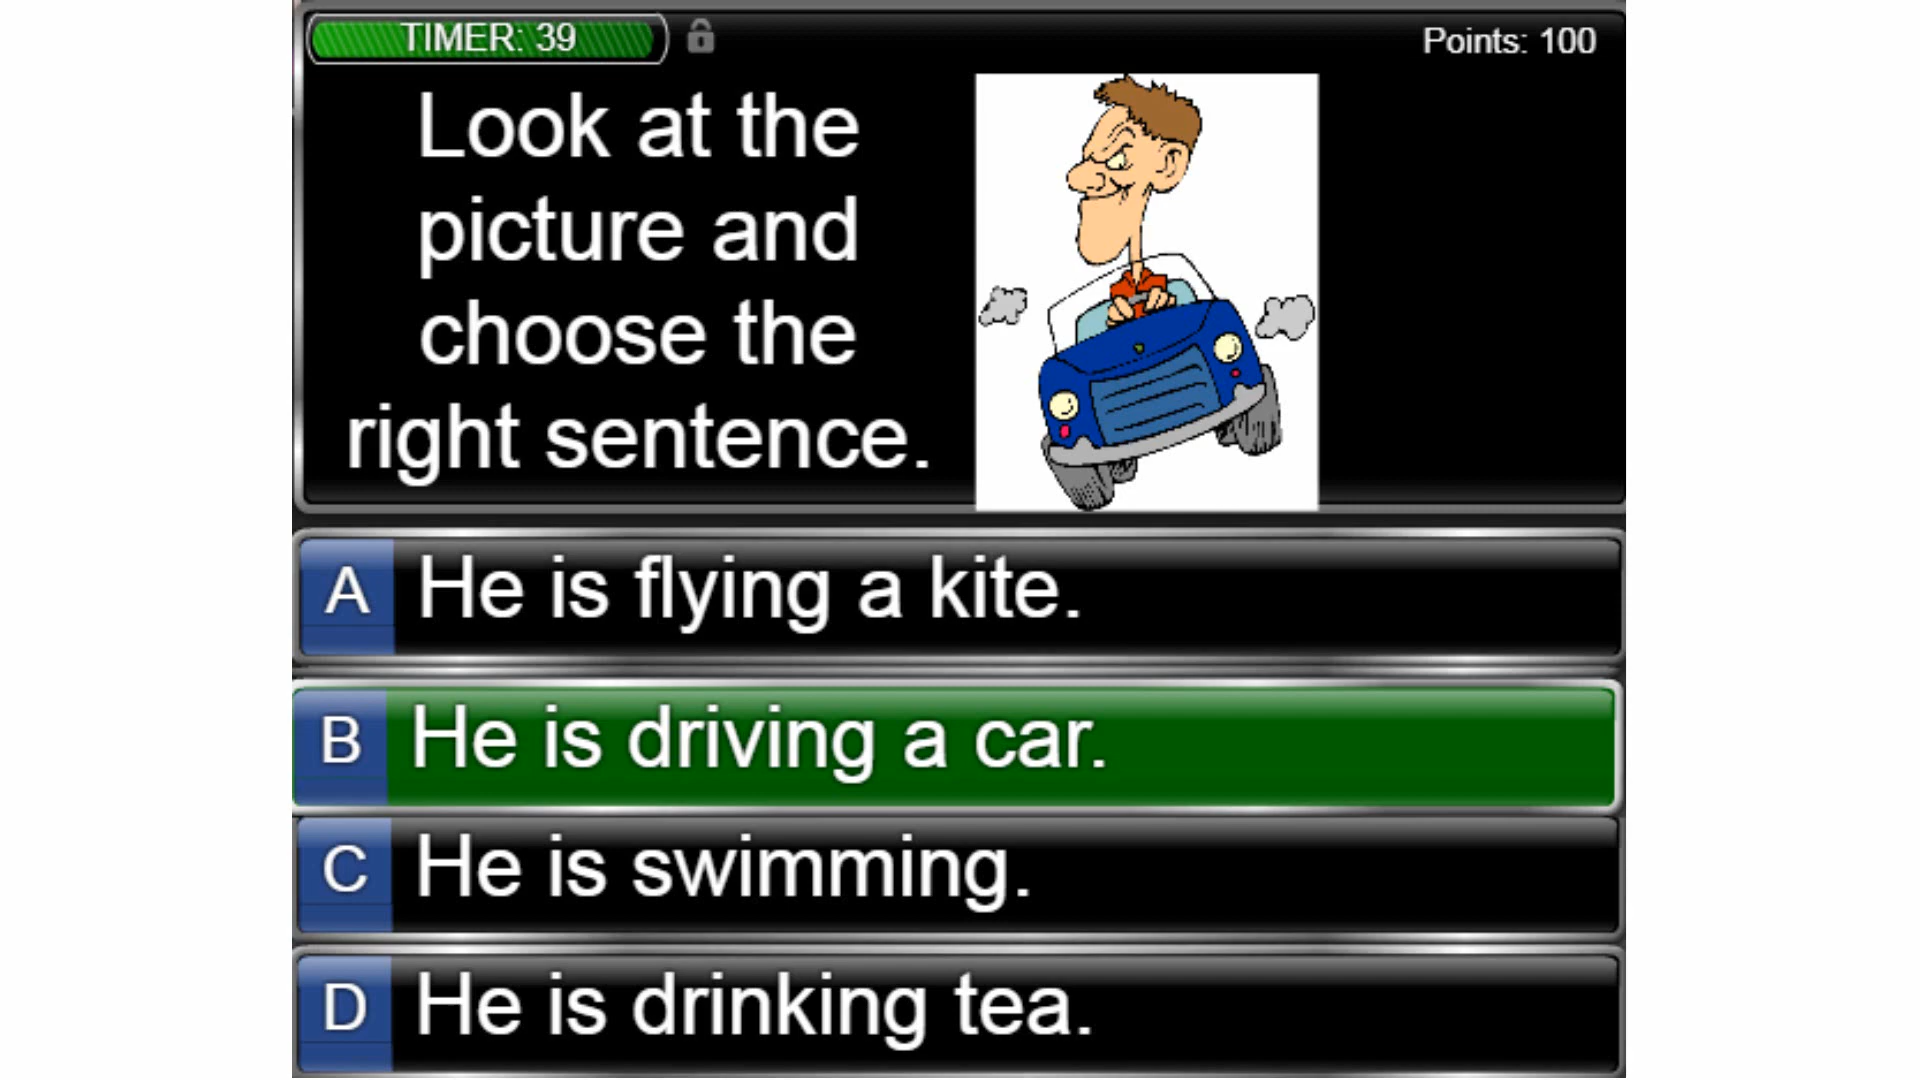 TIMER: 39
Points: 100
Look at the
picture and
choose the
right sentence.
A He is flying a kite.
B He is driving a car.
C He is swimming.
D He is drinking tea.